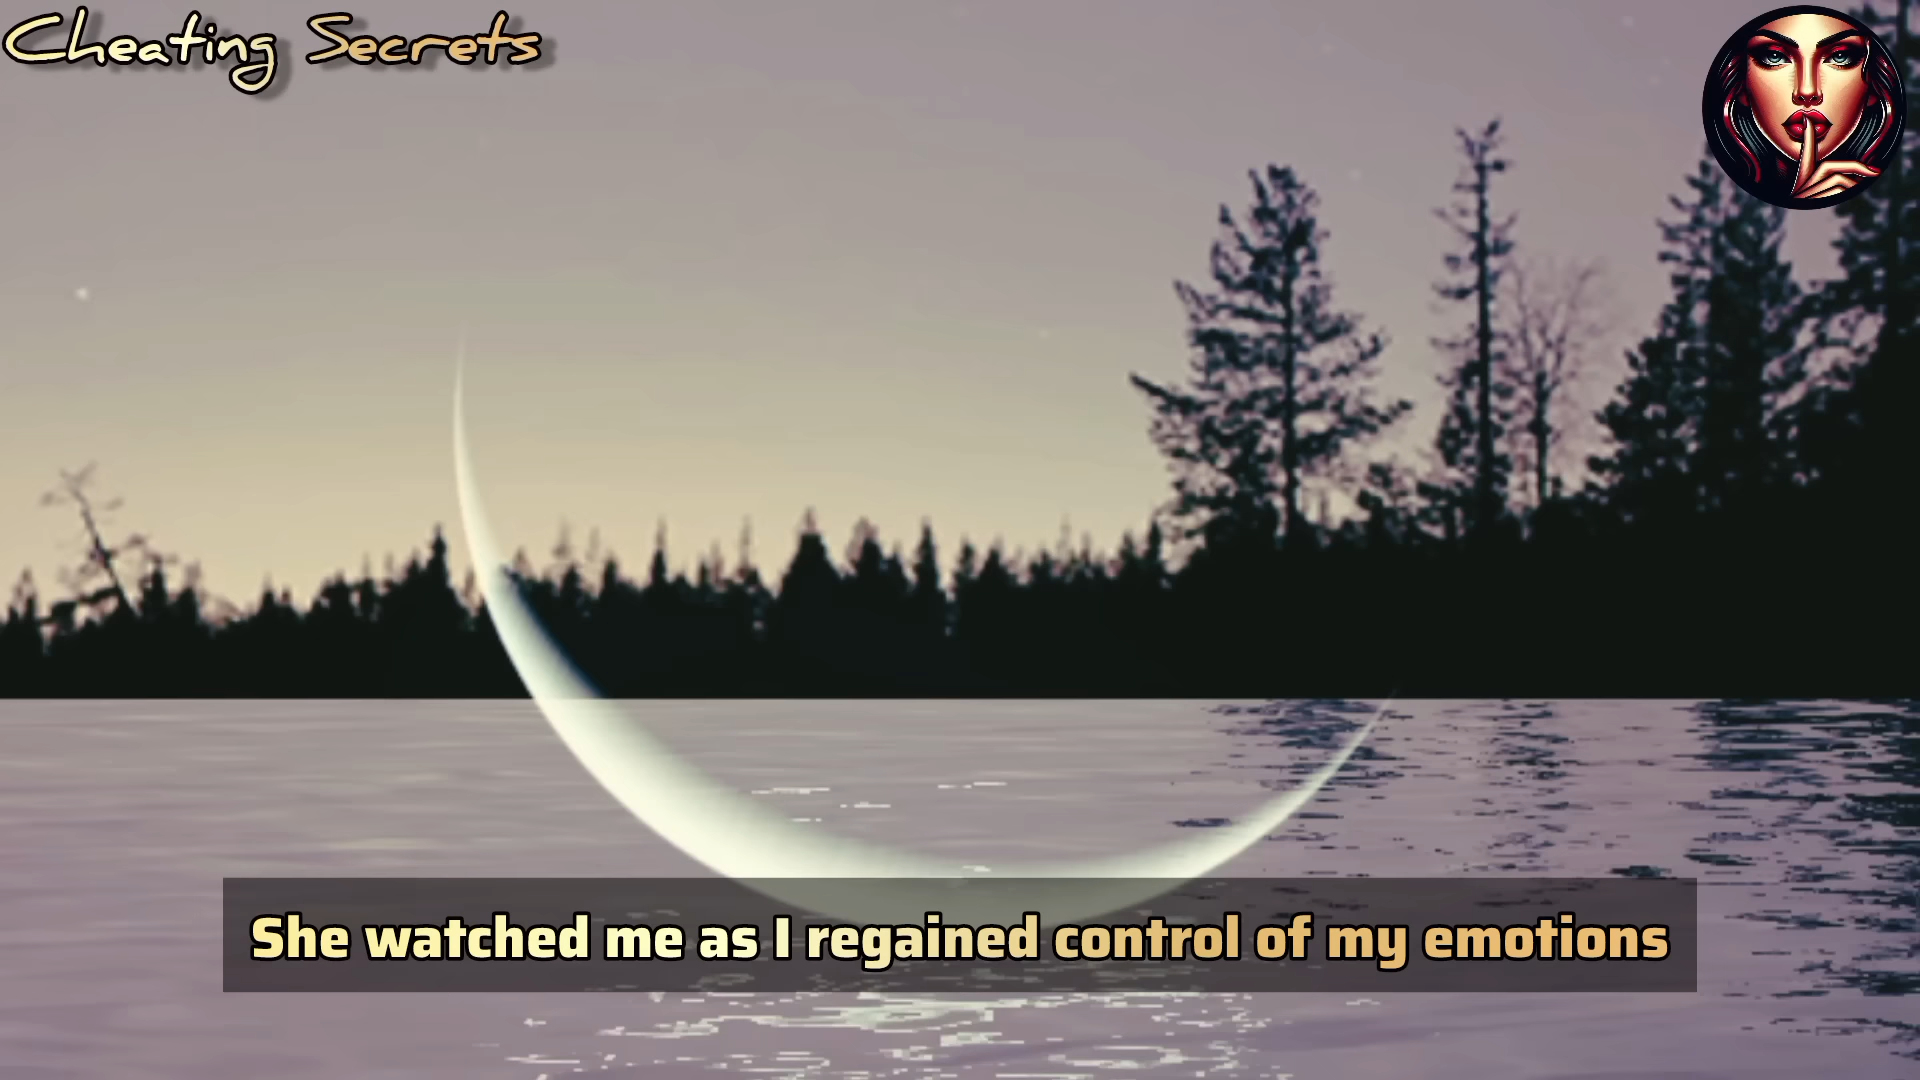 Cheating Secrets
She watched me as I regained control of my emotions